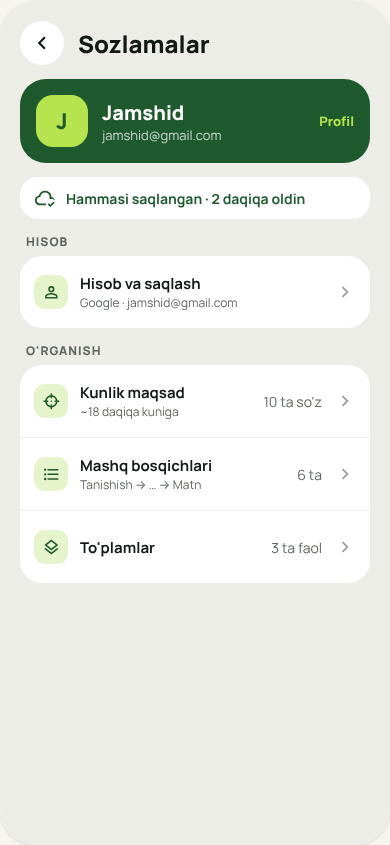 Sozlamalar
J
Jamshid
jamshid@gmail.com
Profil
Hammasi saqlangan · 2 daqiqa oldin
HISOB
Hisob va saqlash
Google · jamshid@gmail.com
O'RGANISH
Kunlik maqsad
~18 daqiqa kuniga
10 ta so'z
Mashq bosqichlari
Tanishish → … → Matn
6 ta
To'plamlar
3 ta faol